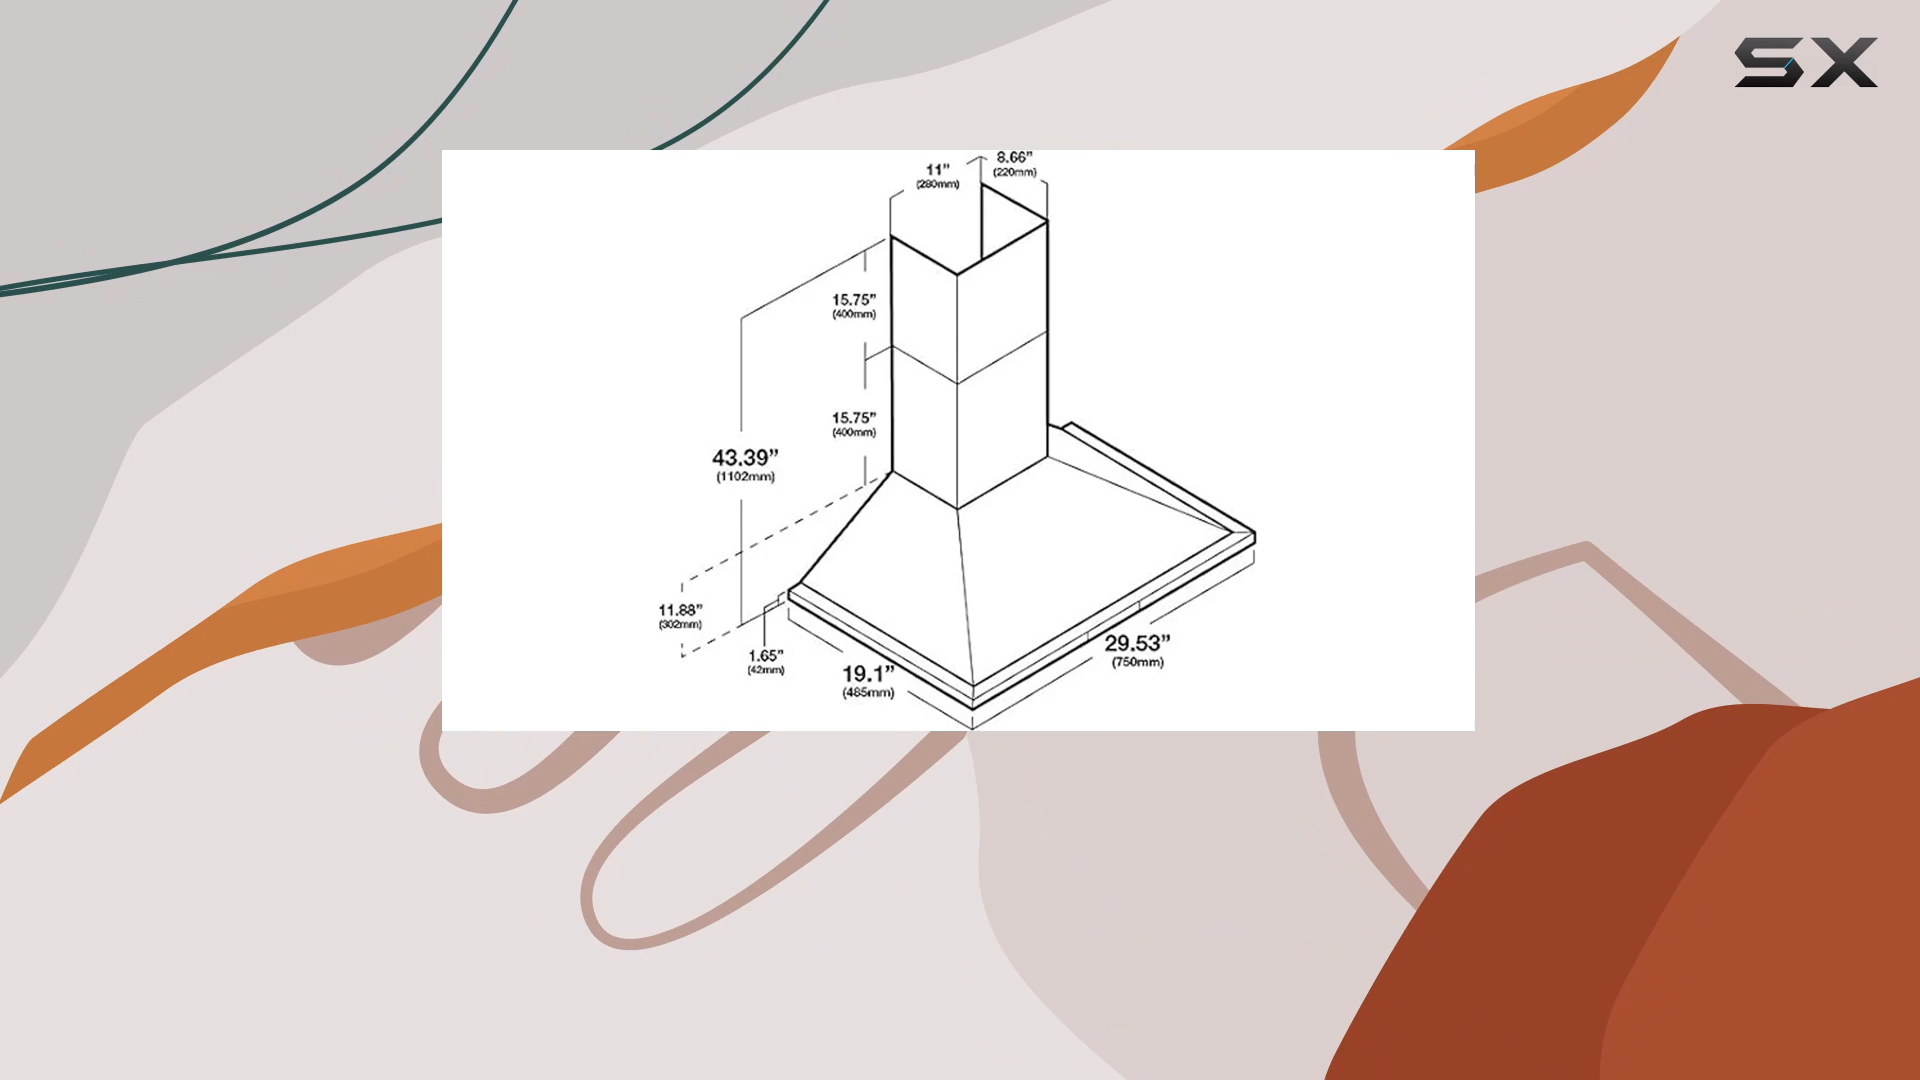 SX
8.66”
(220mm)
11”
(280mm)
15.75”
(400mm)
15.75”
(400mm)
43.39”
(1102mm)
11.88”
(302mm)
1.65”
(42mm)
19.1”
(485mm)
29.53”
(750mm)